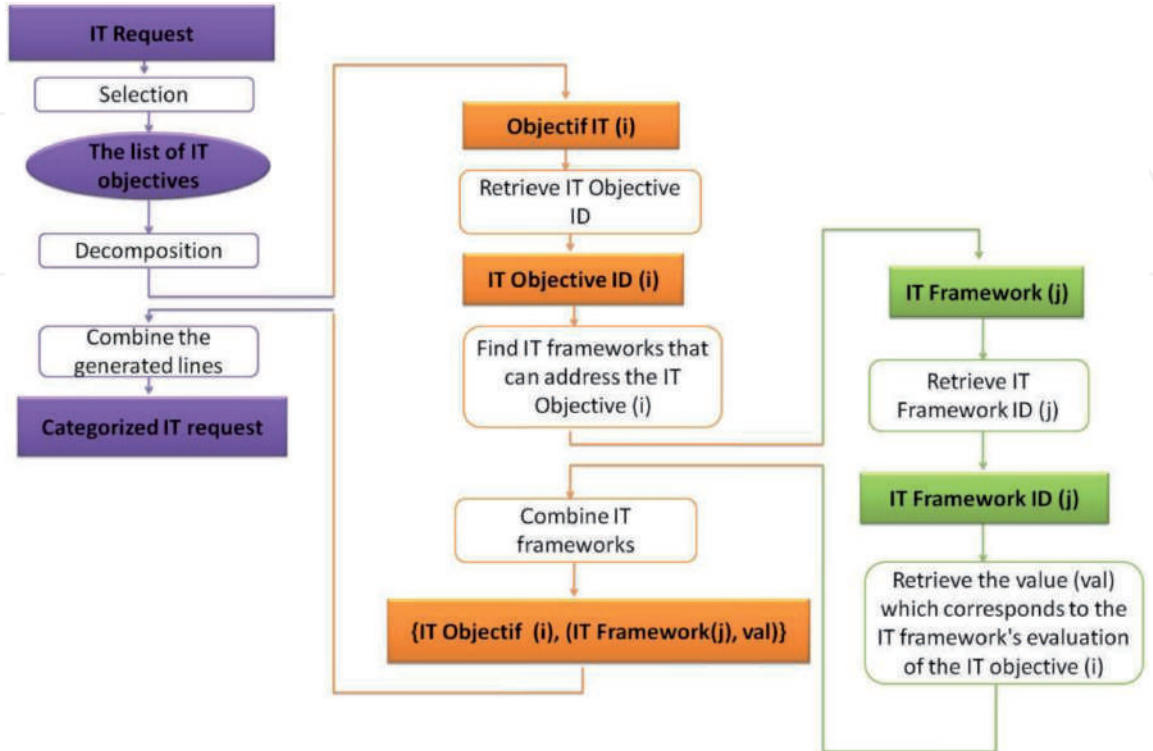 IT Request
Selection
The list of IT
objectives
Decomposition
Combine the
generated lines
Categorized IT request
Objectif IT (i)
Retrieve IT Objective
ID
IT Objective ID (i)
Find IT frameworks that
can address the IT
Objective (i)
Combine IT
frameworks
{IT Objectif (i), (IT Framework(j), val)}
IT Framework (j)
Retrieve IT
Framework ID (j)
IT Framework ID (j)
Retrieve the value (val)
which corresponds to the
IT framework's evaluation
of the IT objective (i)